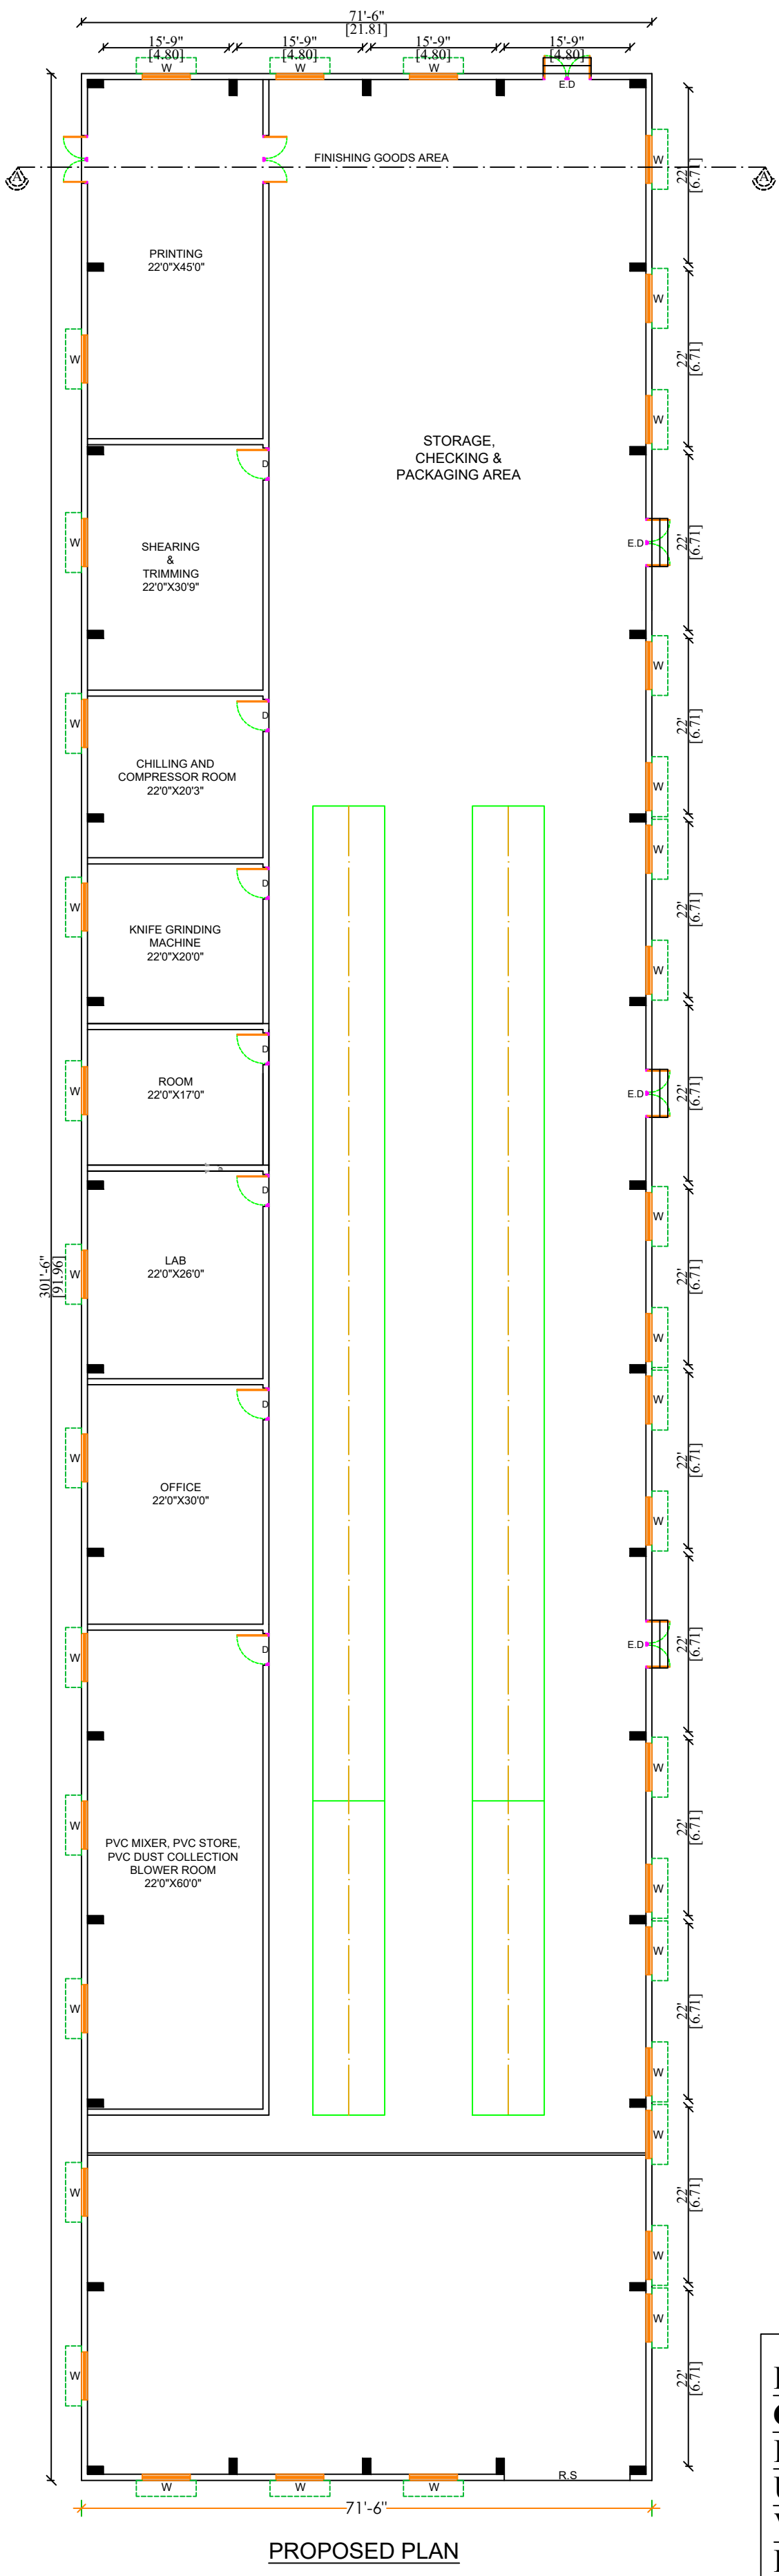 71'-6"
[21.81]
15'-9" 15'-9" 15'-9" 15'-9"
[4.80] [4.80] [4.80] [4.80]
W W W
E.D
FINISHING GOODS AREA
A A
W
22'
[6.71]
PRINTING
22'0"X45'0"
W
22'
[6.71]
W
W
STORAGE,
CHECKING &
PACKAGING AREA
D
W
E.D
22'
[6.71]
SHEARING
&
TRIMMING
22'0"X30'9"
W
D
W
22'
[6.71]
CHILLING AND
COMPRESSOR ROOM
22'0"X20'3"
W
W
D
W
22'
[6.71]
KNIFE GRINDING
MACHINE
22'0"X20'0"
W
D
ROOM
22'0"X17'0"
W
E.D
22'
[6.71]
D
W
301'-6"
[91.96]
LAB
22'0"X26'0"
W
22'
[6.71]
W
W
D
W
22'
[6.71]
OFFICE
22'0"X30'0"
W
D
W
E.D
22'
[6.71]
W
W
22'
[6.71]
PVC MIXER, PVC STORE,
PVC DUST COLLECTION
BLOWER ROOM
22'0"X60'0"
W
W
W
22'
[6.71]
W
W
W
22'
[6.71]
W
W
W
22'
[6.71]
R.S
W W W
71'-6"
PROPOSED PLAN